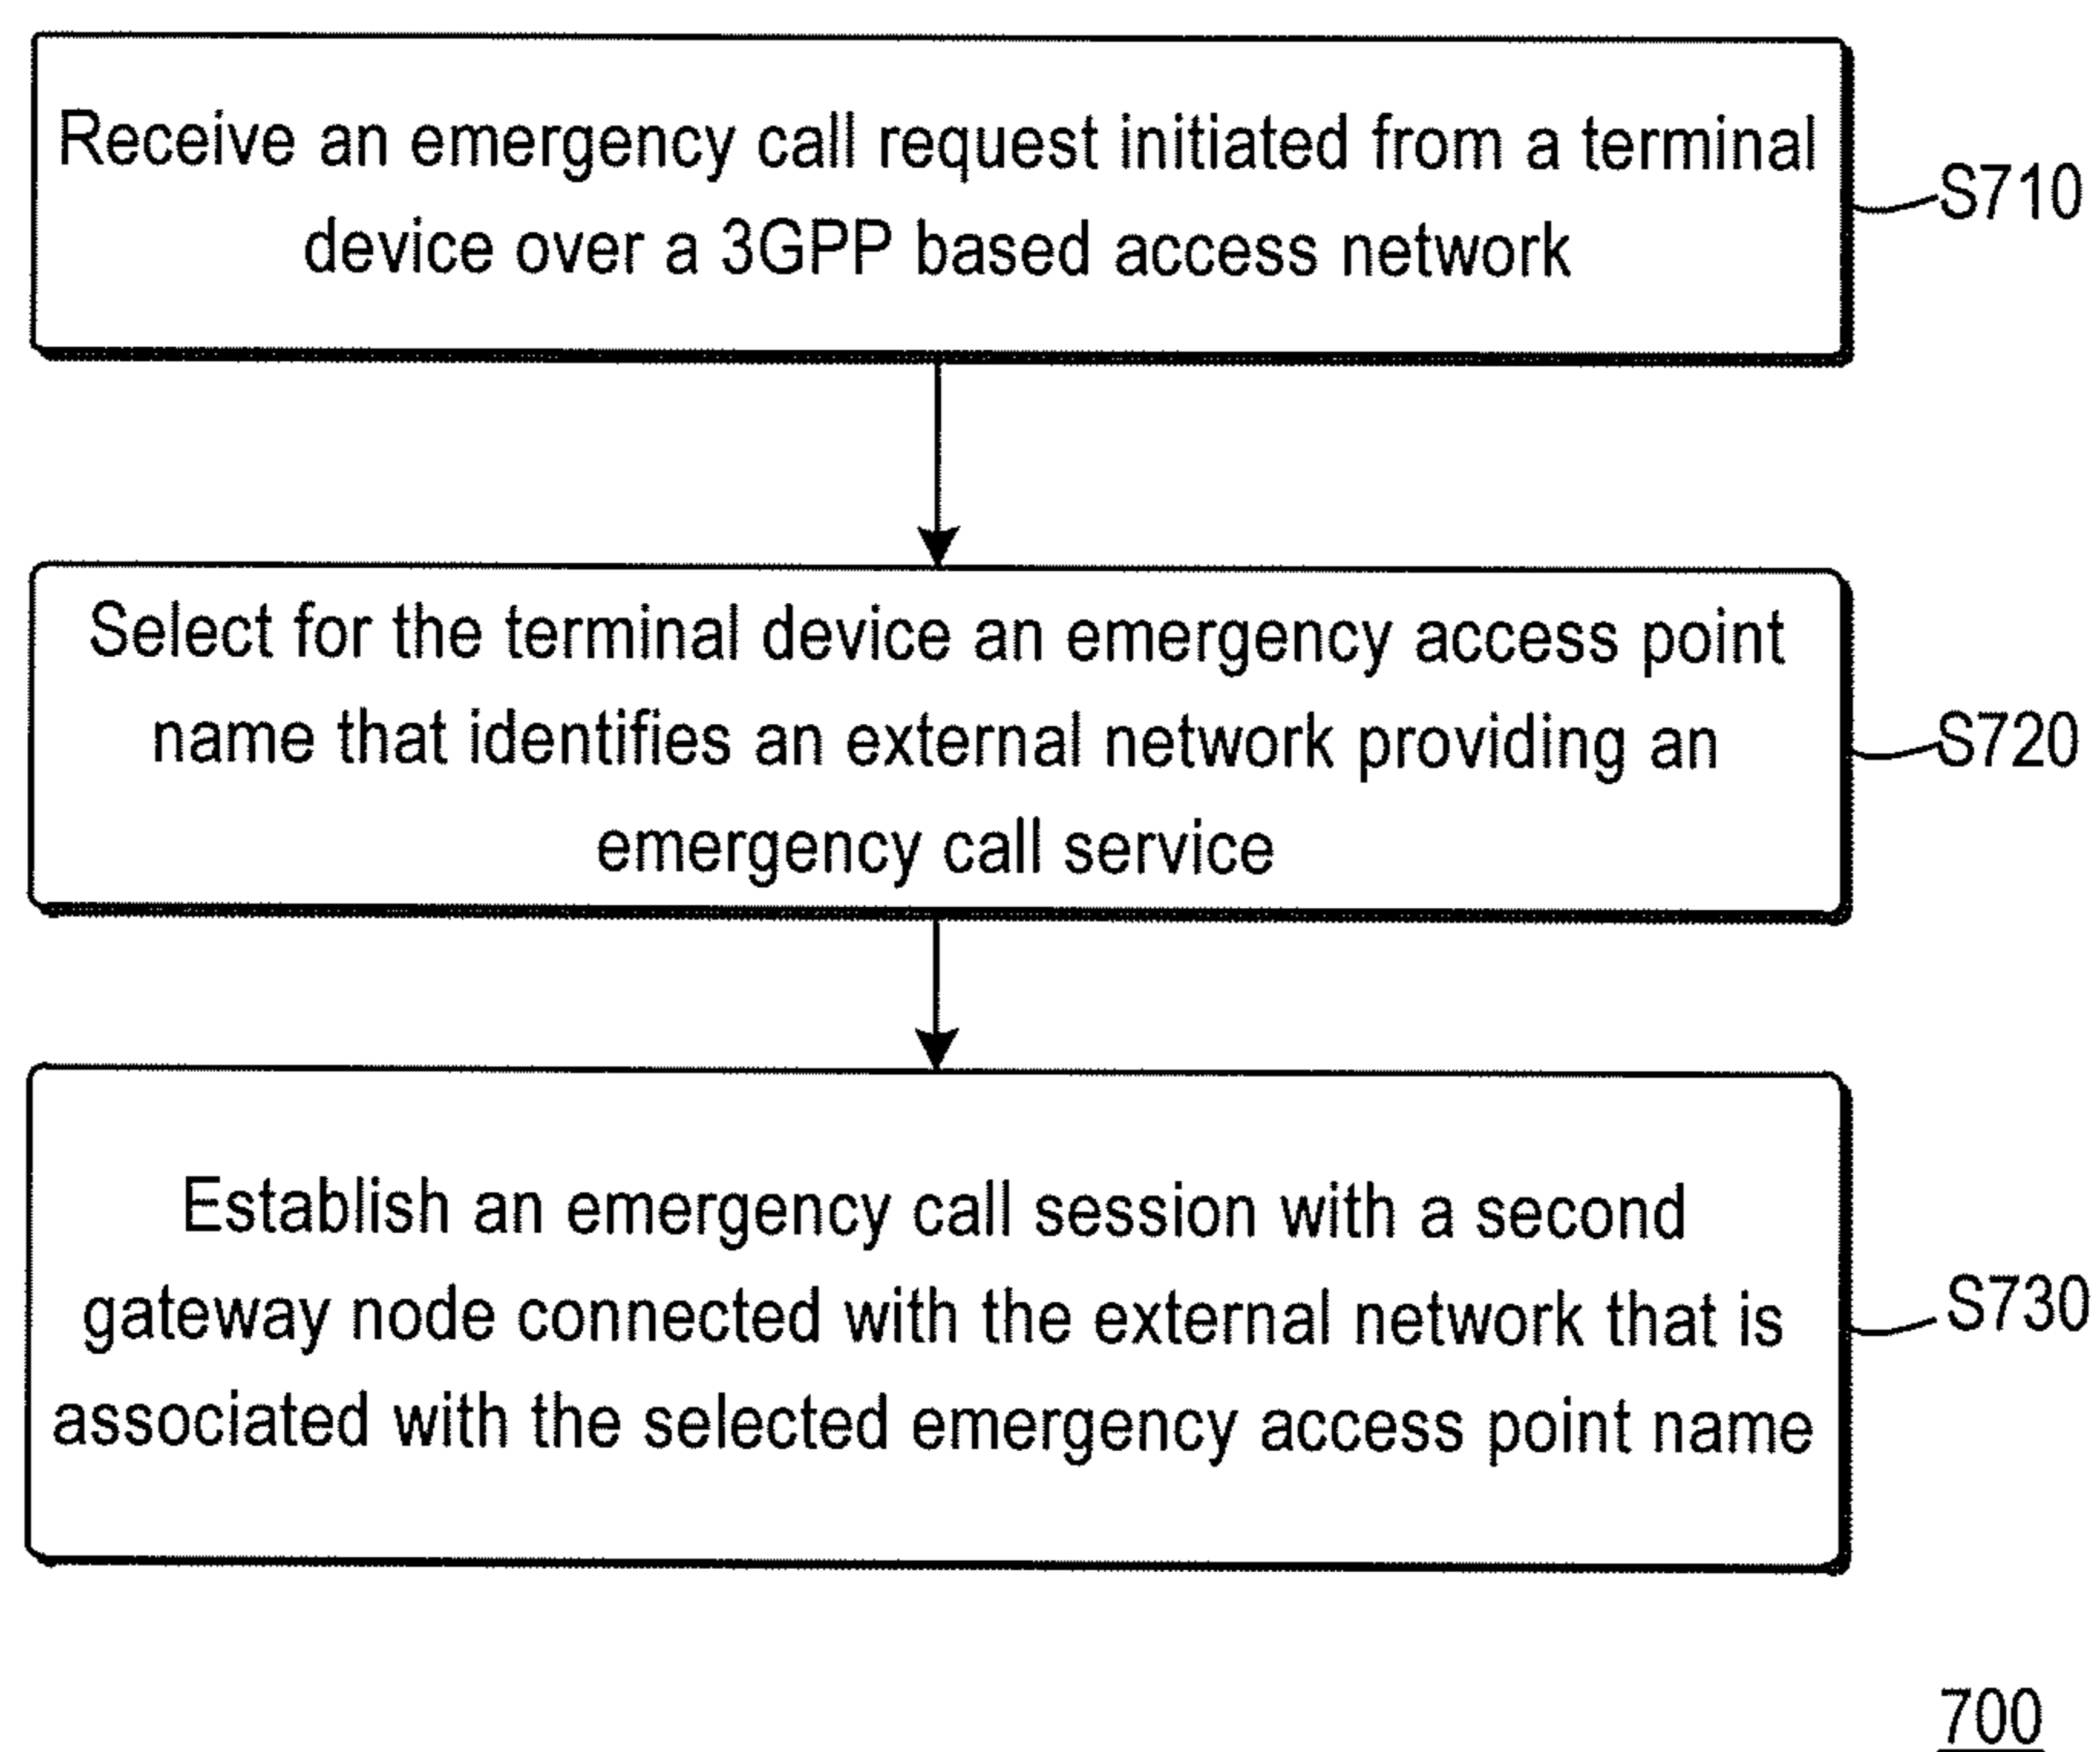 Receive an emergency call request initiated from a terminal
device over a 3GPP based access network
S710
Select for the terminal device an emergency access point
name that identifies an external network providing an
emergency call service
S720
Establish an emergency call session with a second
gateway node connected with the external network that is
associated with the selected emergency access point name
S730
700